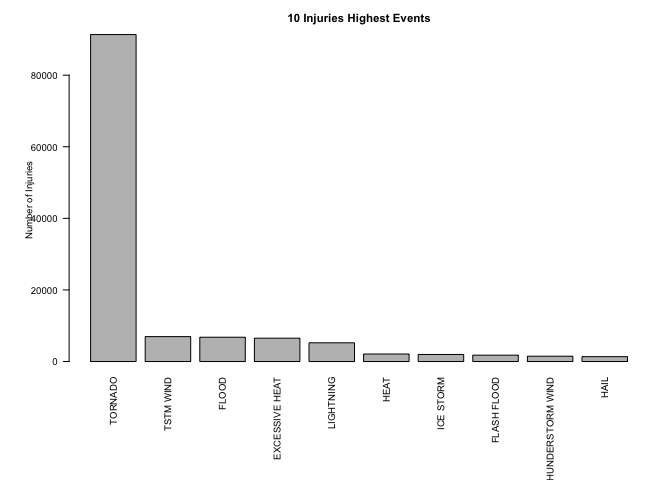 10 Injuries Highest Events
Number of Injuries
80000
60000
40000
20000
0
TORNADO
TSTM WIND
FLOOD
EXCESSIVE HEAT
LIGHTNING
HEAT
ICE STORM
FLASH FLOOD
HUNDERSTORM WIND
HAIL